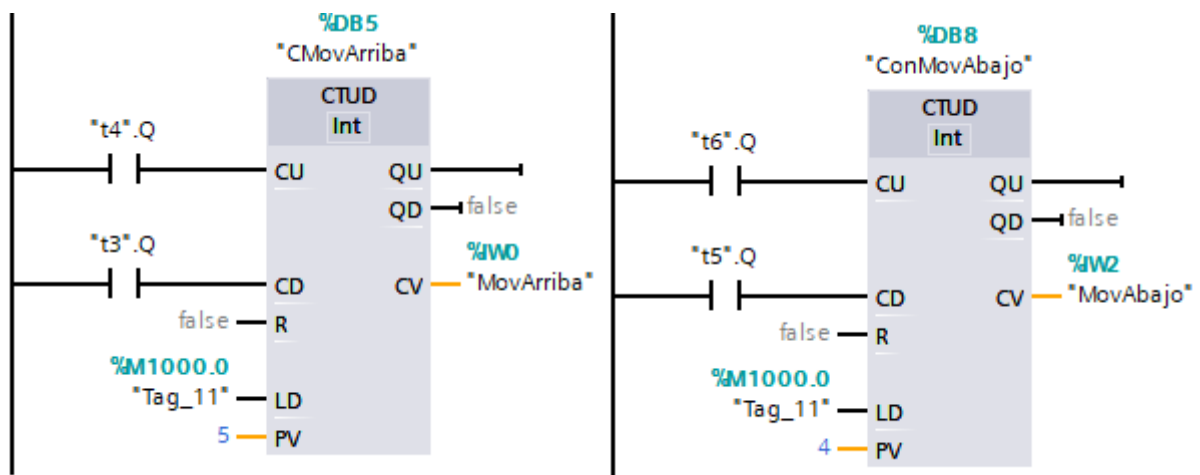 %DB5
"CMovArriba"
CTUD
Int
"t4".Q
CU
QU
QD
false
"t3".Q
%IW0
CD
CV
"MovArriba"
false
R
%M1000.0
"Tag_11"
LD
5
PV
%DB8
"ConMovAbajo"
CTUD
Int
"t6".Q
CU
QU
QD
false
"t5".Q
%IW2
CD
CV
"MovAbajo"
false
R
%M1000.0
"Tag_11"
LD
4
PV